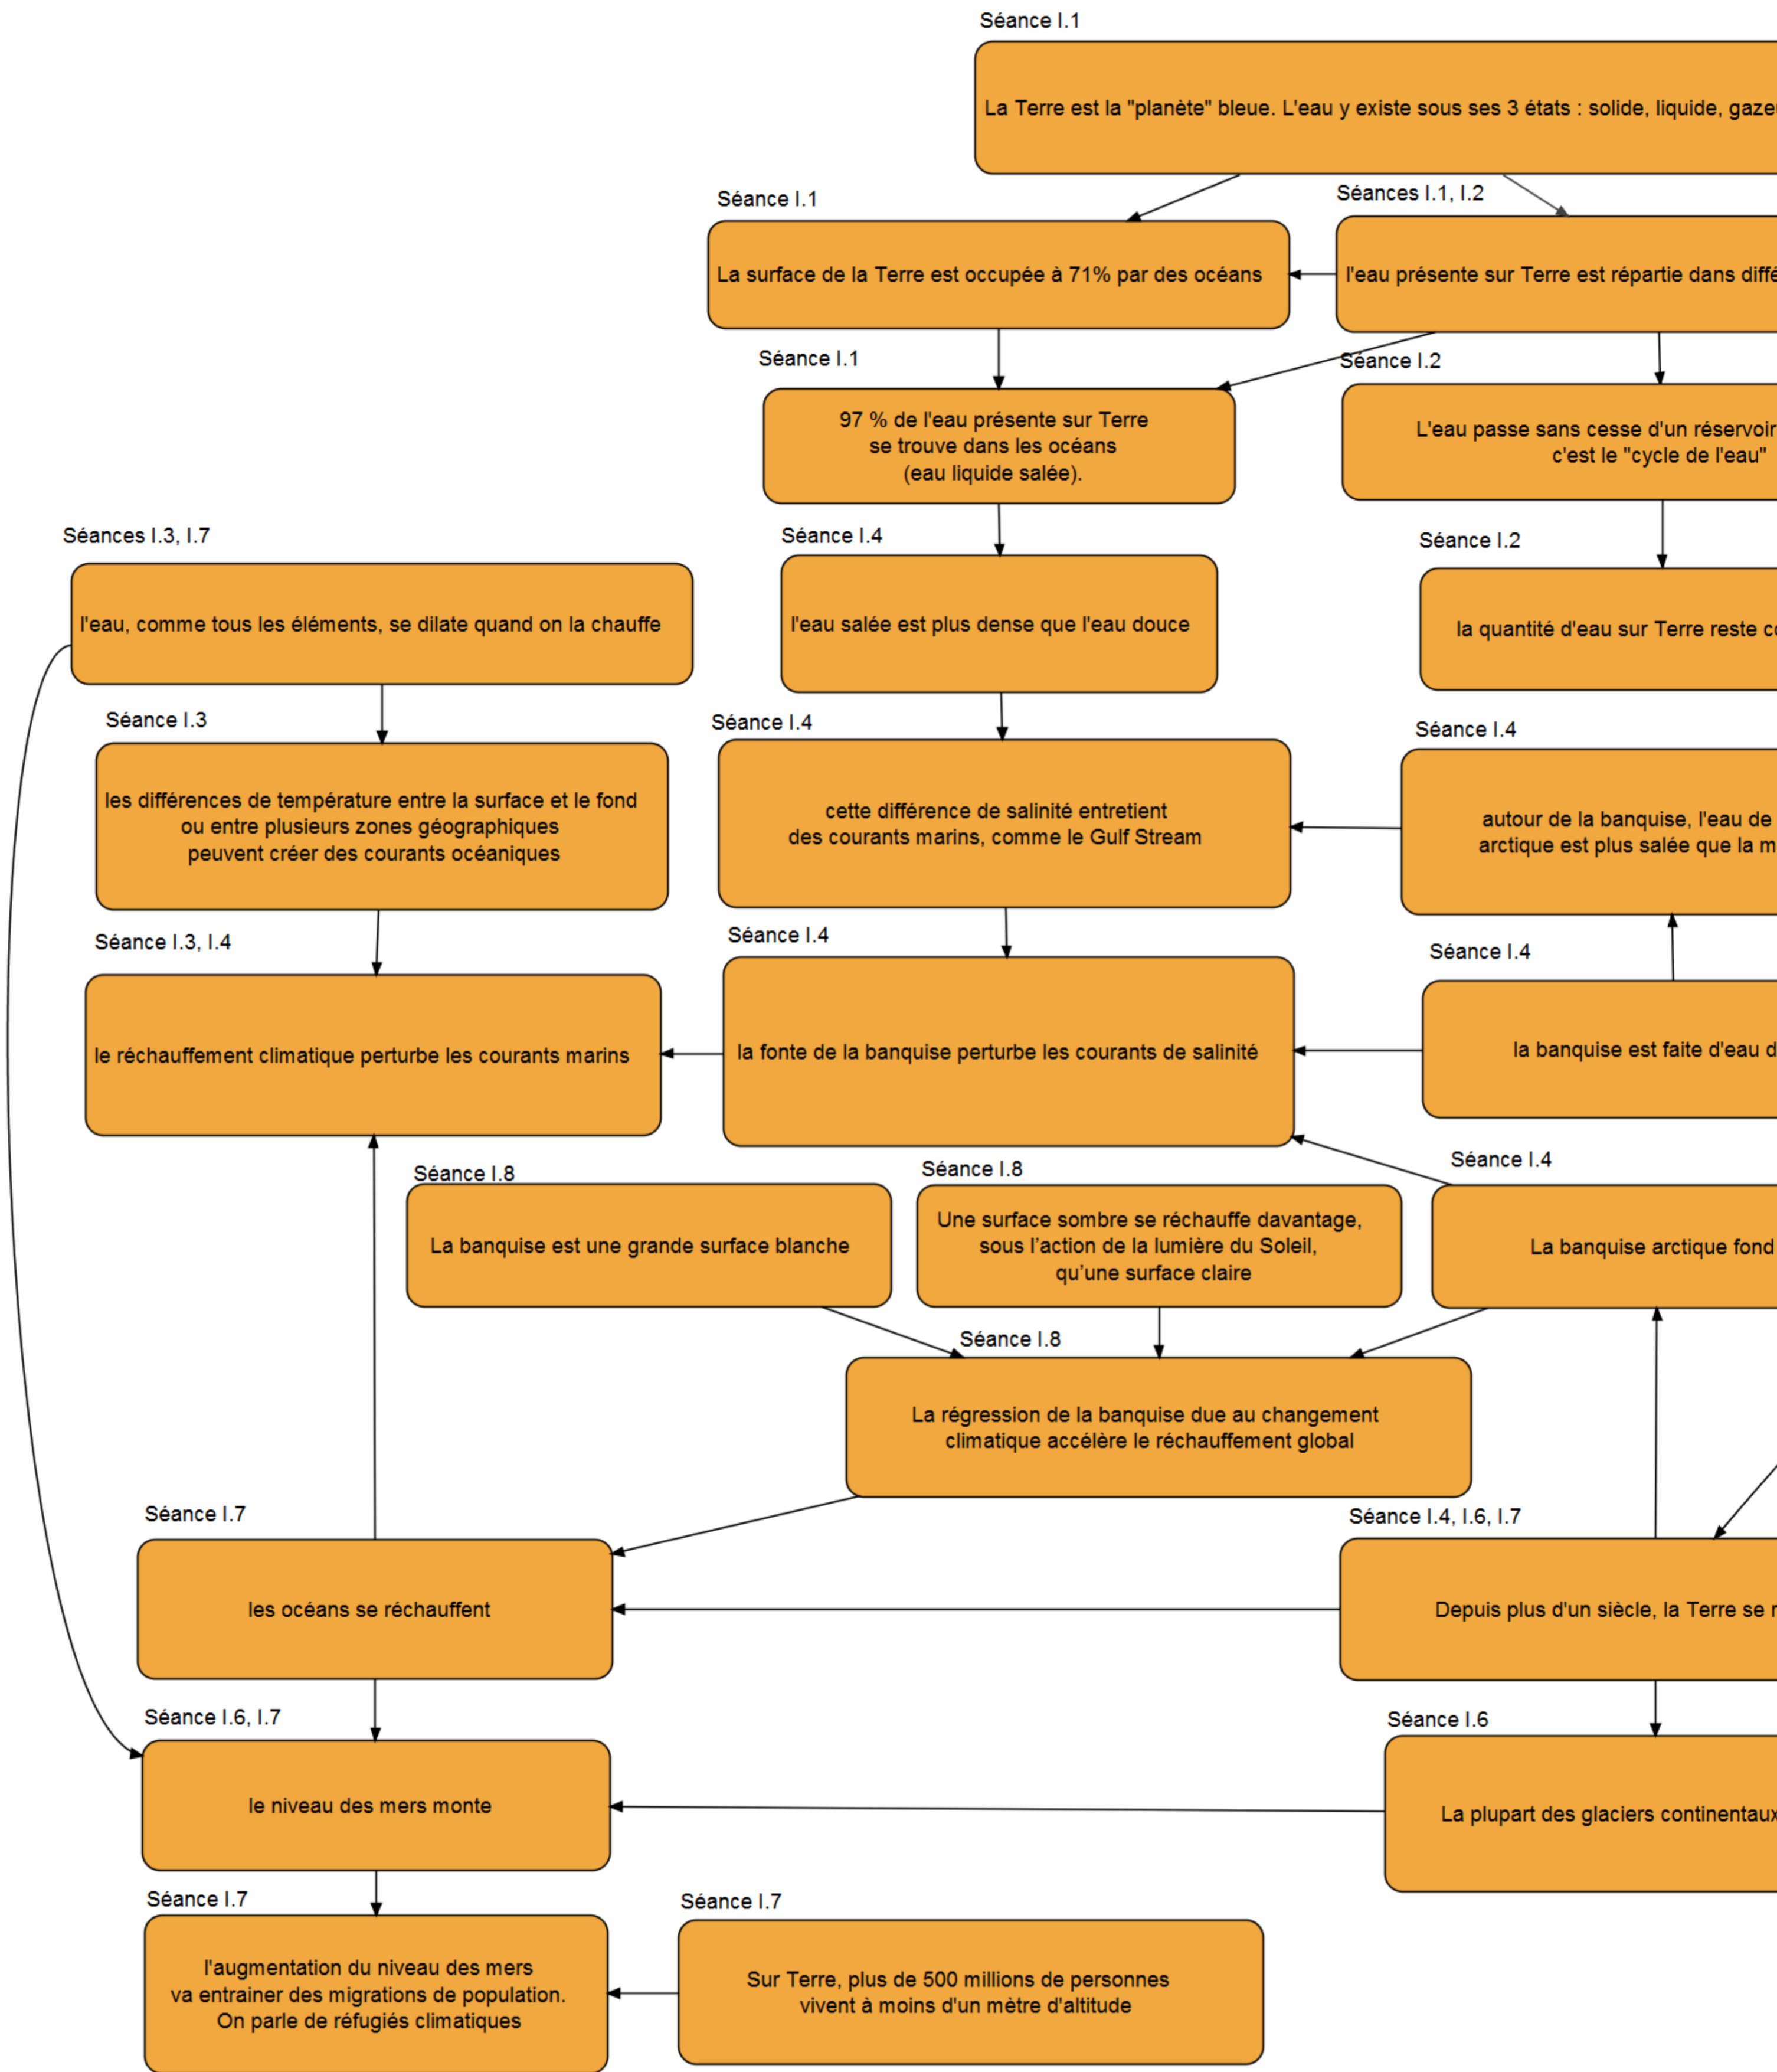 Séance I.1
La Terre est la "planète" bleue. L'eau y existe sous ses 3 états : solide, liquide,
Séance I.1
La surface de la Terre est occupée à 71% par des océans
Séances I.1, I.2
l'eau présente sur Terre est répartie dans
Séance I.1
97 % de l'eau présente sur Terre
se trouve dans les océans
(eau liquide salée).
Séance I.2
L'eau passe sans cesse d'un réservoir
c'est le "cycle de l'eau"
Séances I.3, I.7
l'eau, comme tous les éléments, se dilate quand on la chauffe
Séance I.4
l'eau salée est plus dense que l'eau douce
Séance I.2
la quantité d'eau sur Terre reste
Séance I.3
les différences de température entre la surface et le fond
ou entre plusieurs zones géographiques
peuvent créer des courants océaniques
Séance I.4
cette différence de salinité entretient
des courants marins, comme le Gulf Stream
Séance I.4
autour de la banquise, l'eau de
arctique est plus salée que la
Séance I.3, I.4
le réchauffement climatique perturbe les courants marins
Séance I.4
la fonte de la banquise perturbe les courants de salinité
Séance I.4
la banquise est faite d'eau
Séance I.8
La banquise est une grande surface blanche
Séance I.8
Une surface sombre se réchauffe davantage,
sous l’action de la lumière du Soleil,
qu’une surface claire
Séance I.4
La banquise arctique fond
Séance I.8
La régression de la banquise due au changement
climatique accélère le réchauffement global
Séance I.7
les océans se réchauffent
Séance I.4, I.6, I.7
Depuis plus d'un siècle, la Terre se
Séance I.6, I.7
le niveau des mers monte
Séance I.6
La plupart des glaciers continentaux
Séance I.7
l'augmentation du niveau des mers
va entrainer des migrations de population.
On parle de réfugiés climatiques
Séance I.7
Sur Terre, plus de 500 millions de personnes
vivent à moins d'un mètre d'altitude